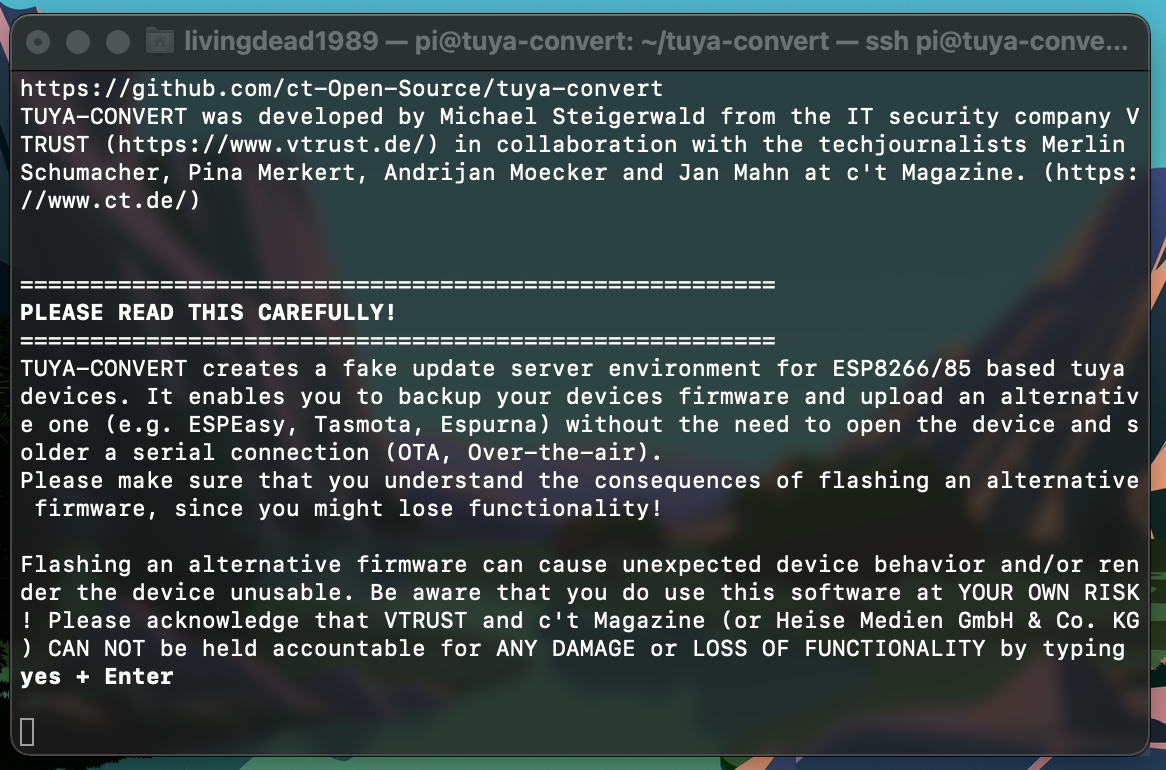 livingdead1989 — pi@tuya-convert: ~/tuya-convert — ssh pi@tuya-conve...
https://github.com/ct-Open-Source/tuya-convert
TUYA-CONVERT was developed by Michael Steigerwald from the IT security company V
TRUST (https://www.vtrust.de/) in collaboration with the techjournalists Merlin
Schumacher, Pina Merkert, Andrijan Moecker and Jan Mahn at c't Magazine. (https:
//www.ct.de/)
======================================================
PLEASE READ THIS CAREFULLY!
======================================================
TUYA-CONVERT creates a fake update server environment for ESP8266/85 based tuya
devices. It enables you to backup your devices firmware and upload an alternativ
e one (e.g. ESPEasy, Tasmota, Espurna) without the need to open the device and s
older a serial connection (OTA, Over-the-air).
Please make sure that you understand the consequences of flashing an alternative
 firmware, since you might lose functionality!
Flashing an alternative firmware can cause unexpected device behavior and/or ren
der the device unusable. Be aware that you do use this software at YOUR OWN RISK
! Please acknowledge that VTRUST and c't Magazine (or Heise Medien GmbH & Co. KG
) CAN NOT be held accountable for ANY DAMAGE or LOSS OF FUNCTIONALITY by typing
yes + Enter